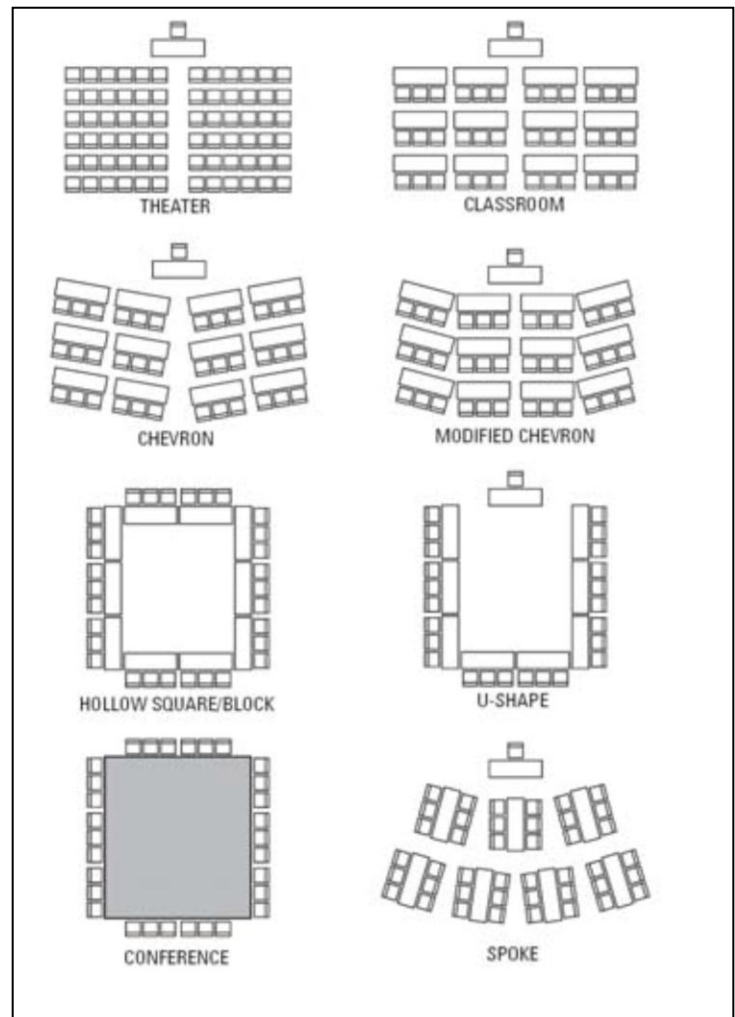 THEATER
CLASSROOM
CHEVRON
MODIFIED CHEVRON
HOLLOW SQUARE/BLOCK
U-SHAPE
CONFERENCE
SPOKE